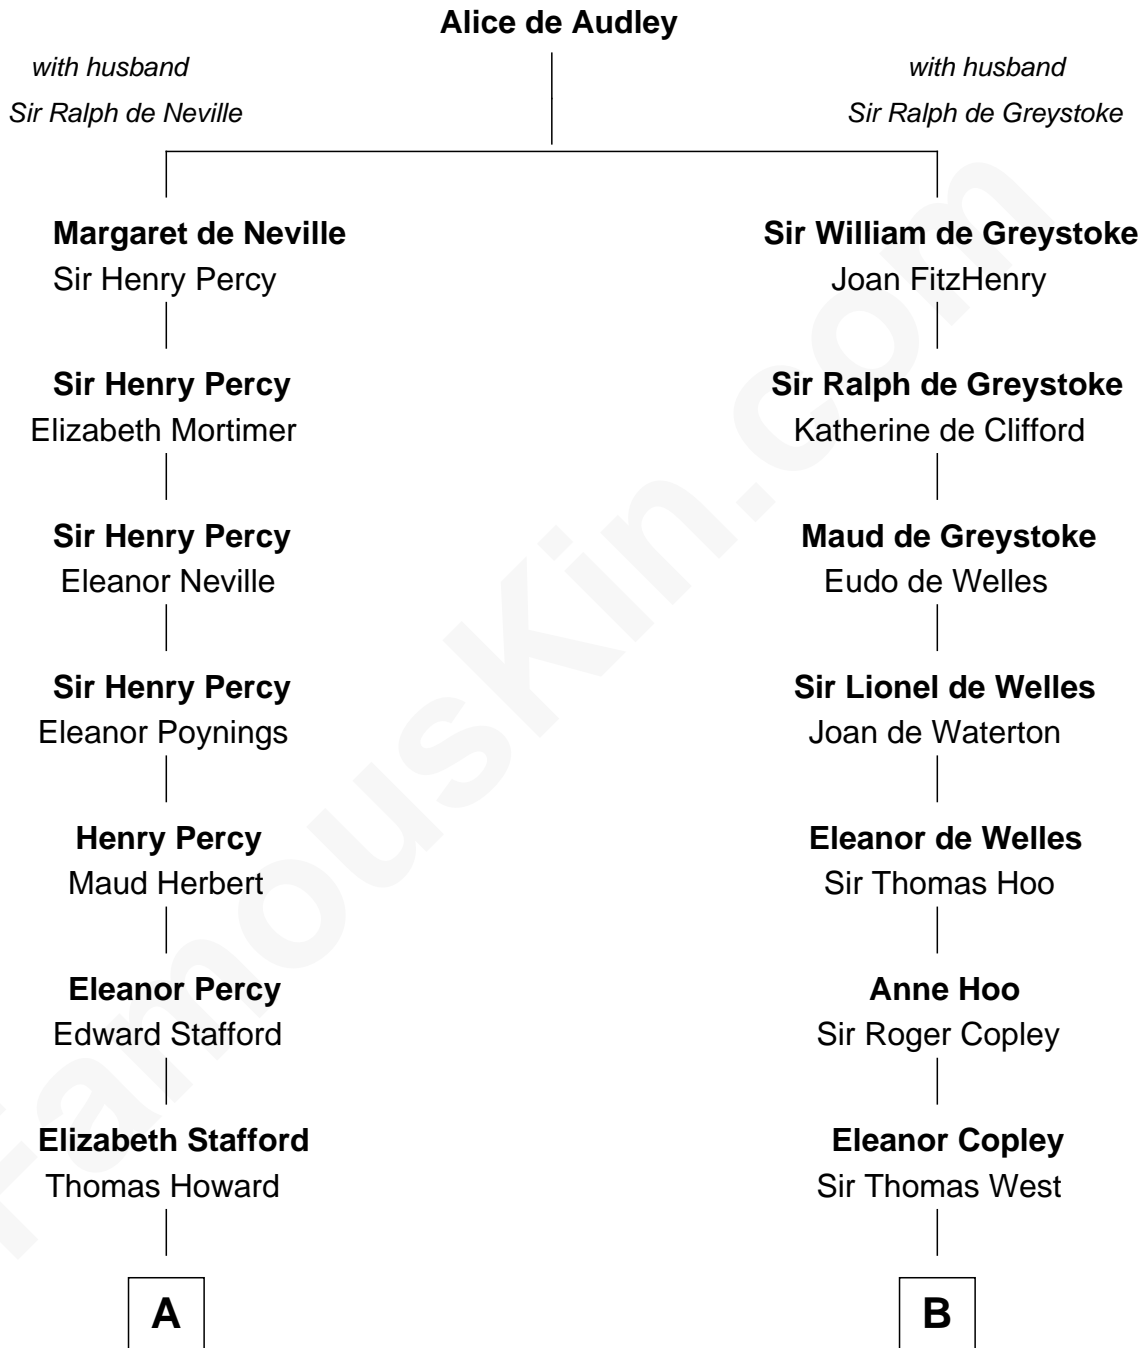 Alice de Audley
with husband
Sir Ralph de Neville
with husband
Sir Ralph de Greystoke
Margaret de Neville
Sir Henry Percy
Sir William de Greystoke
Joan FitzHenry
Sir Henry Percy
Elizabeth Mortimer
Sir Ralph de Greystoke
Katherine de Clifford
Sir Henry Percy
Eleanor Neville
Maud de Greystoke
Eudo de Welles
Sir Henry Percy
Eleanor Poynings
Sir Lionel de Welles
Joan de Waterton
Henry Percy
Maud Herbert
Eleanor de Welles
Sir Thomas Hoo
Eleanor Percy
Edward Stafford
Anne Hoo
Sir Roger Copley
Elizabeth Stafford
Thomas Howard
Eleanor Copley
Sir Thomas West
A
B
FamousKin.com